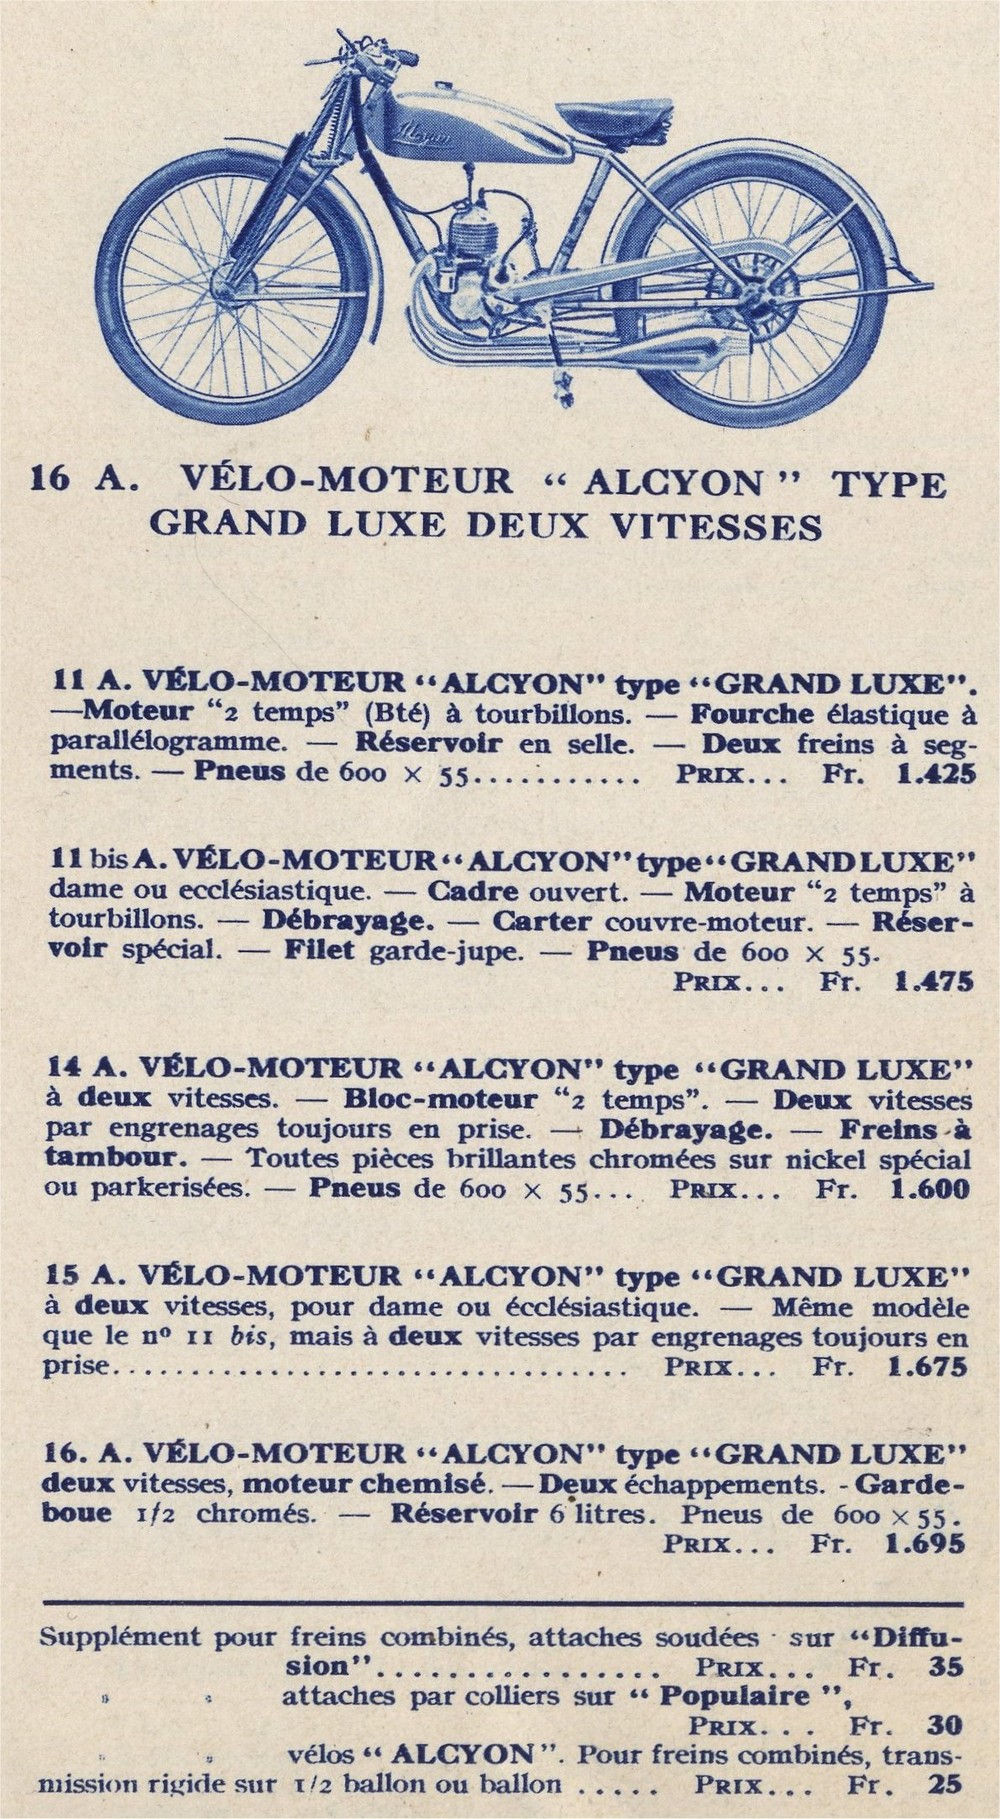 Alcyon
16 A. VÉLO-MOTEUR “ ALCYON ” TYPE
GRAND LUXE DEUX VITESSES
11 A. VÉLO-MOTEUR “ALCYON” type “GRAND LUXE”.
—Moteur “2 temps” (Bté) à tourbillons. — Fourche élastique à
parallélogramme. — Réservoir en selle. — Deux freins à seg-
ments. — Pneus de 600 × 55............ PRIX... Fr. 1.425
11 bis A. VÉLO-MOTEUR “ALCYON” type “GRAND LUXE”
dame ou ecclésiastique. — Cadre ouvert. — Moteur “2 temps” à
tourbillons. — Débrayage. — Carter couvre-moteur. — Réser-
voir spécial. — Filet garde-jupe. — Pneus de 600 × 55.
PRIX... Fr. 1.475
14 A. VÉLO-MOTEUR “ALCYON” type “GRAND LUXE”
à deux vitesses. — Bloc-moteur “2 temps”. — Deux vitesses
par engrenages toujours en prise. — Débrayage. — Freins à
tambour. — Toutes pièces brillantes chromées sur nickel spécial
ou parkerisées. — Pneus de 600 × 55... PRIX... Fr. 1.600
15 A. VÉLO-MOTEUR “ALCYON” type “GRAND LUXE”
à deux vitesses, pour dame ou écclésiastique. — Même modèle
que le nº 11 bis, mais à deux vitesses par engrenages toujours en
prise................................. PRIX... Fr. 1.675
16. A. VÉLO-MOTEUR “ALCYON” type “GRAND LUXE”
deux vitesses, moteur chemisé. — Deux échappements. - Garde-
boue 1/2 chromés. — Réservoir 6 litres. Pneus de 600 × 55.
PRIX... Fr. 1.695
Supplément pour freins combinés, attaches soudées sur “Diffu-
sion”................. PRIX... Fr. 35
» » attaches par colliers sur “ Populaire ”,
PRIX... Fr. 30
» » vélos “ ALCYON ”. Pour freins combinés, trans-
mission rigide sur 1/2 ballon ou ballon ..... PRIX... Fr. 25